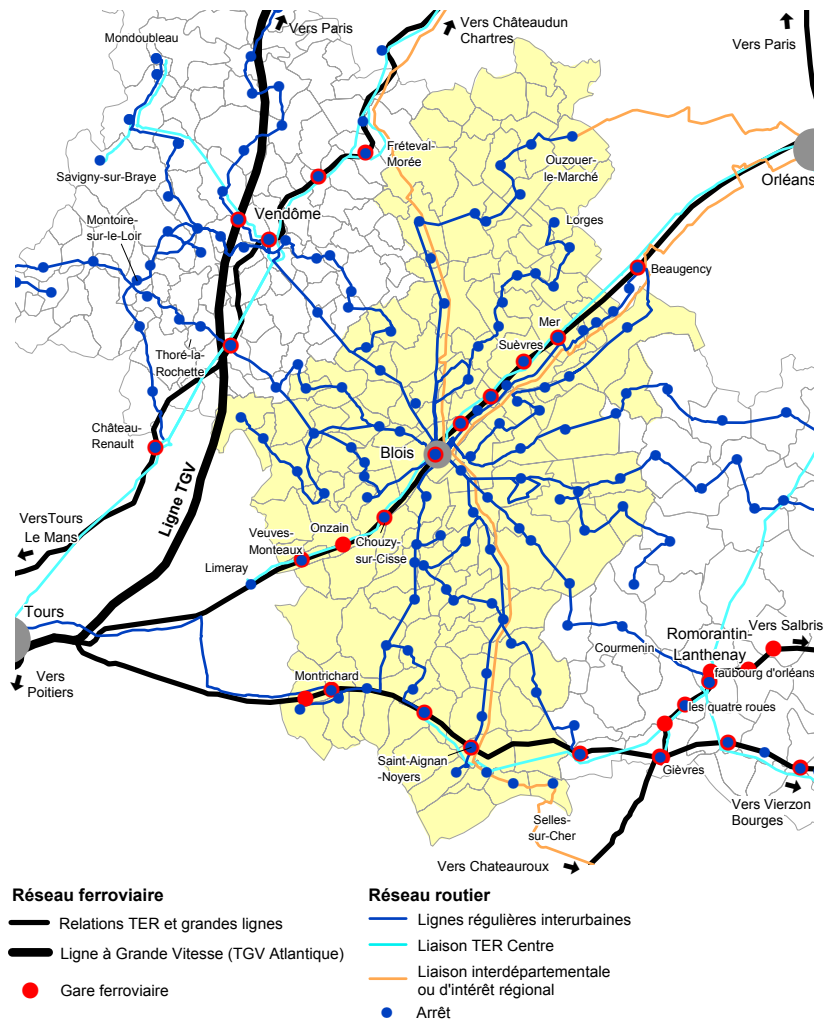 Vers Paris
Vers Châteaudun
Chartres
Vers Paris
Mondoubleau
Fréteval-
Morée
Ouzouer-
le-Marché
Orléans
Savigny-sur-Braye
Vendôme
Lorges
Montoire-
sur-le-Loir
Beaugency
Mer
Suèvres
Thoré-la-
Rochette
Château-
Renault
Blois
Ligne TGV
VersTours
Le Mans
Veuves-
Monteaux
Onzain
Chouzy-
sur-Cisse
Limeray
Tours
Vers
Poitiers
Courmenin
Romorantin-
Lanthenay
Vers Salbris
faubourg d'orléans
les quatre roues
Montrichard
Saint-Aignan
-Noyers
Gièvres
Selles-
sur-Cher
Vers Vierzon
Bourges
Vers Chateauroux
Réseau ferroviaire
Relations TER et grandes lignes
Ligne à Grande Vitesse (TGV Atlantique)
Gare ferroviaire
Réseau routier
Lignes régulières interurbaines
Liaison TER Centre
Liaison interdépartementale
ou d'intérêt régional
Arrêt